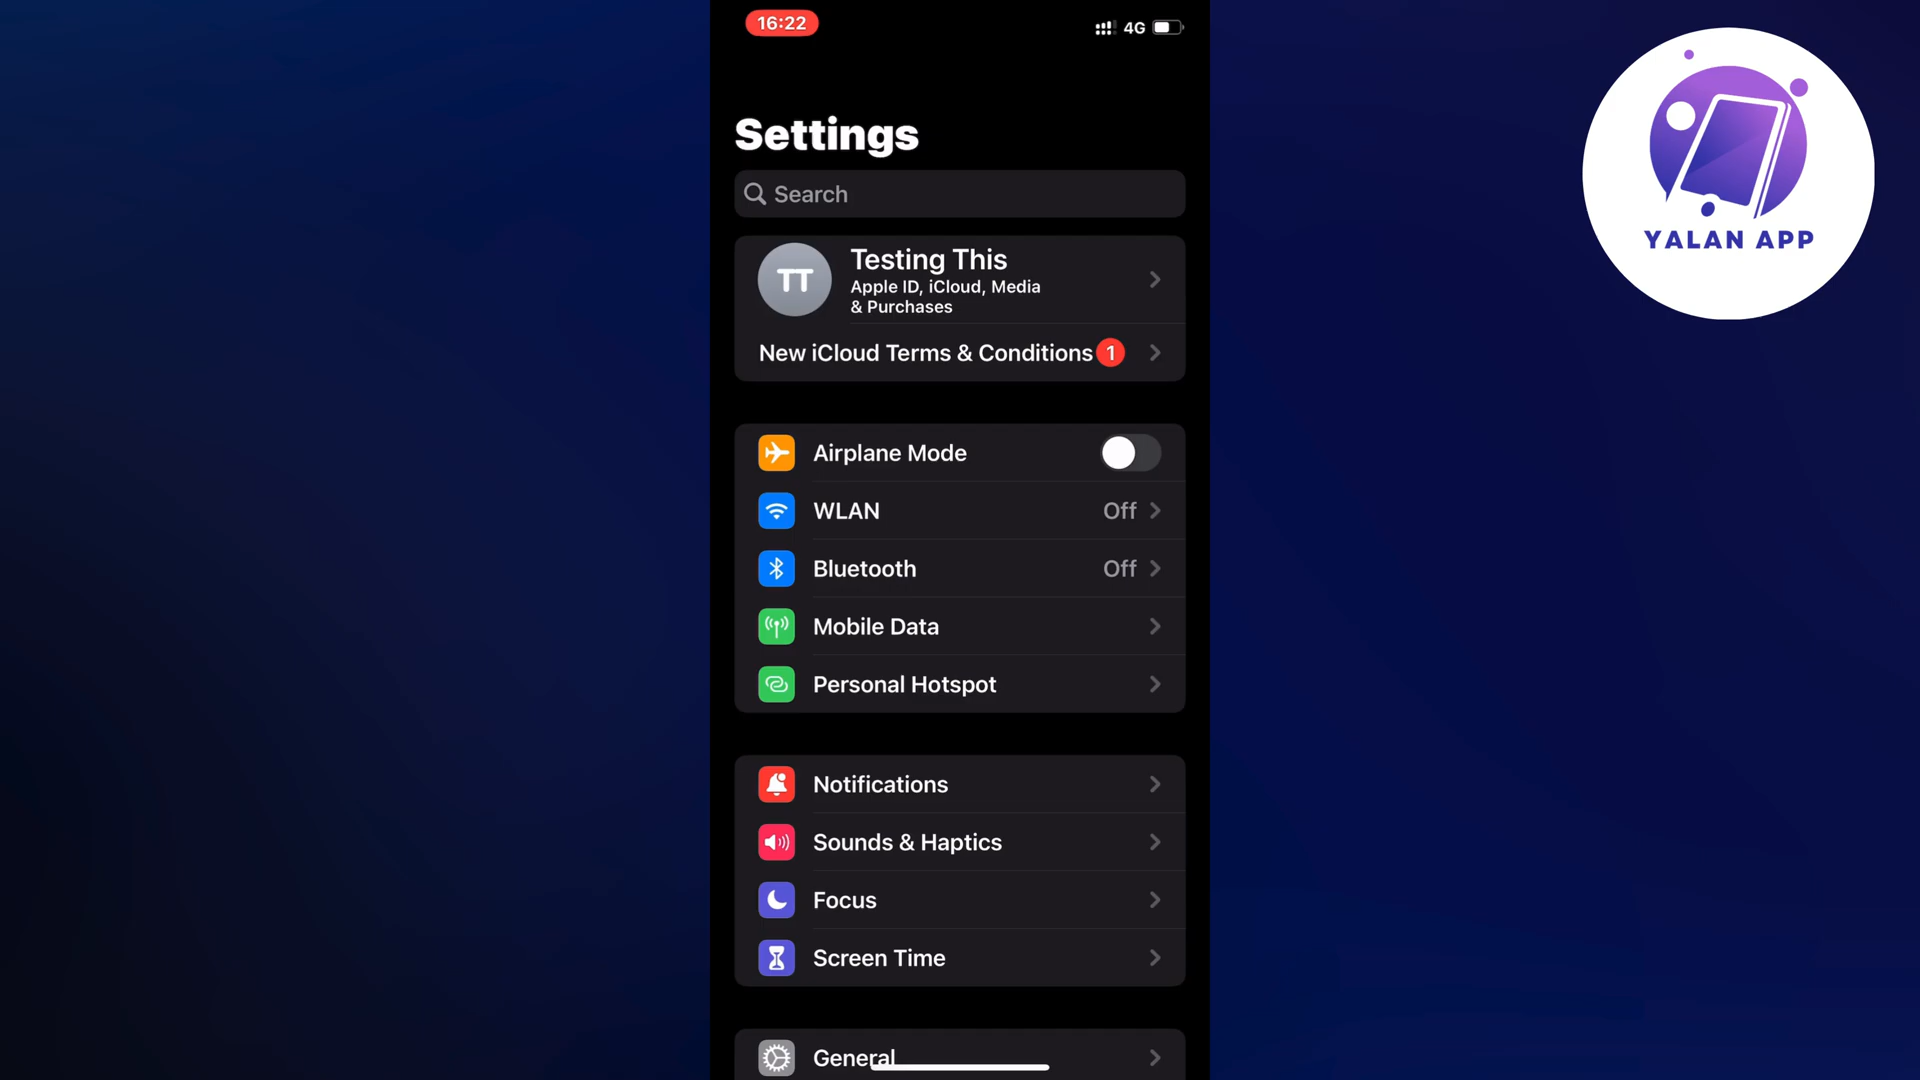 16:22
4G
Settings
Search
TT
Testing This
Apple ID, iCloud, Media
& Purchases
New iCloud Terms & Conditions 1
Airplane Mode
WLAN Off
Bluetooth Off
Mobile Data
Personal Hotspot
Notifications
Sounds & Haptics
Focus
Screen Time
General
YALAN APP